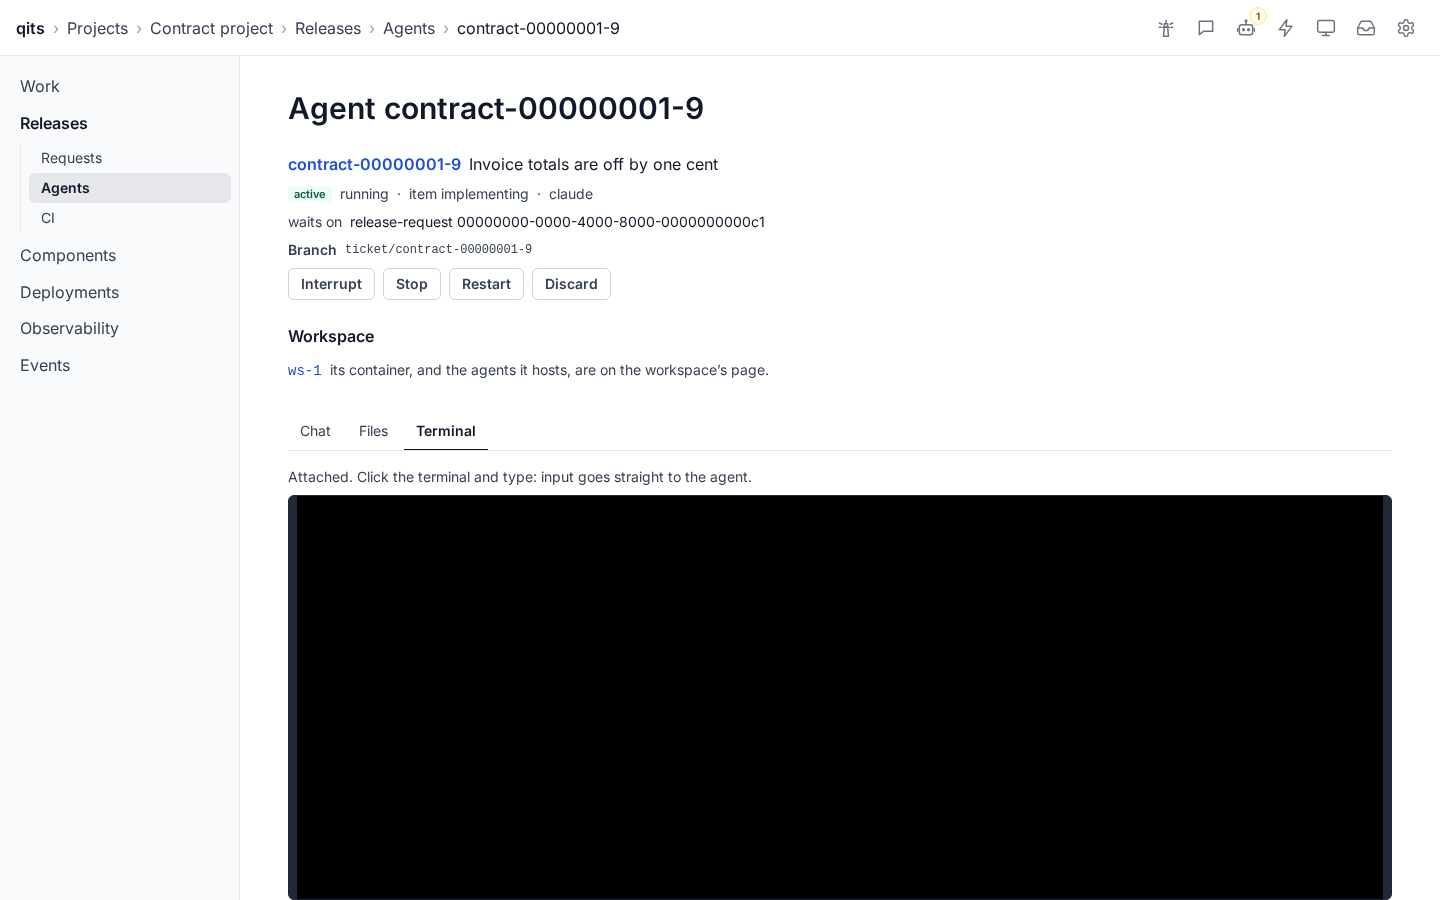 qits › Projects › Contract project › Releases › Agents › contract-00000001-9
1
Work
Releases
Requests
Agents
CI
Components
Deployments
Observability
Events
Agent contract-00000001-9
contract-00000001-9 Invoice totals are off by one cent
active running · item implementing · claude
waits on release-request 00000000-0000-4000-8000-0000000000c1
Branch ticket/contract-00000001-9
Interrupt Stop Restart Discard
Workspace
ws-1 its container, and the agents it hosts, are on the workspace’s page.
Chat Files Terminal
Attached. Click the terminal and type: input goes straight to the agent.